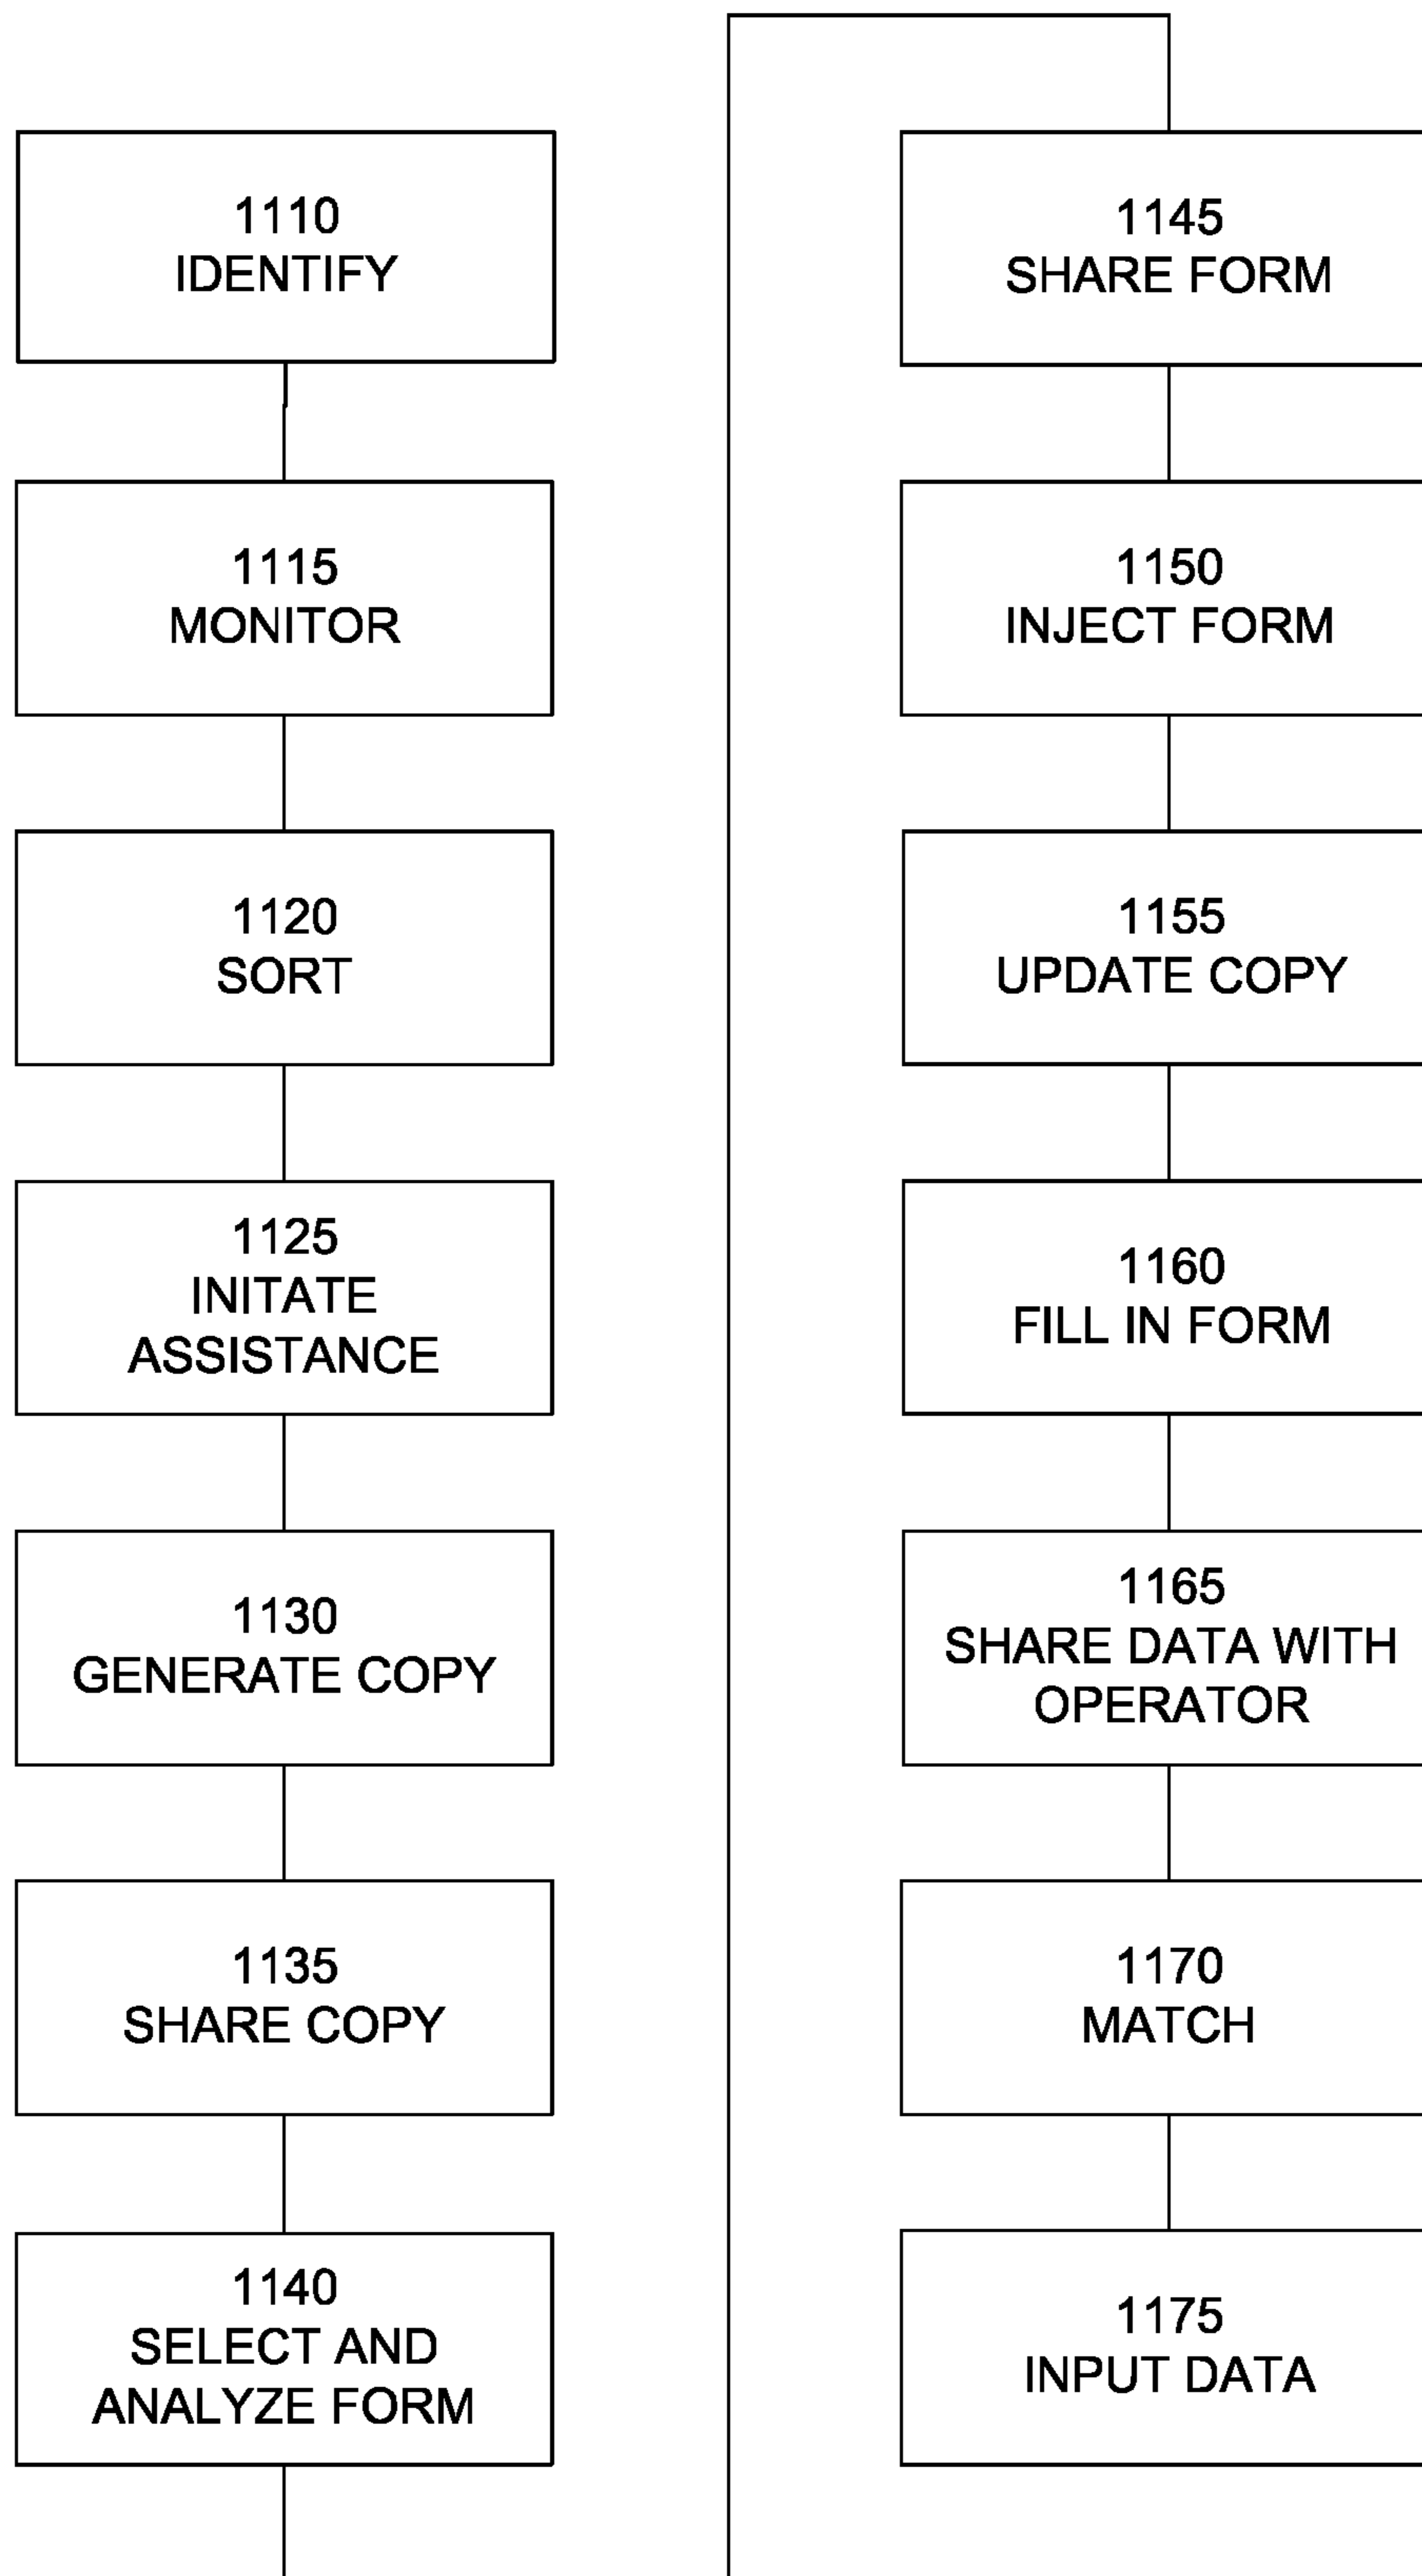 1110
IDENTIFY
1115
MONITOR
1120
SORT
1125
INITATE
ASSISTANCE
1130
GENERATE COPY
1135
SHARE COPY
1140
SELECT AND
ANALYZE FORM
1145
SHARE FORM
1150
INJECT FORM
1155
UPDATE COPY
1160
FILL IN FORM
1165
SHARE DATA WITH
OPERATOR
1170
MATCH
1175
INPUT DATA